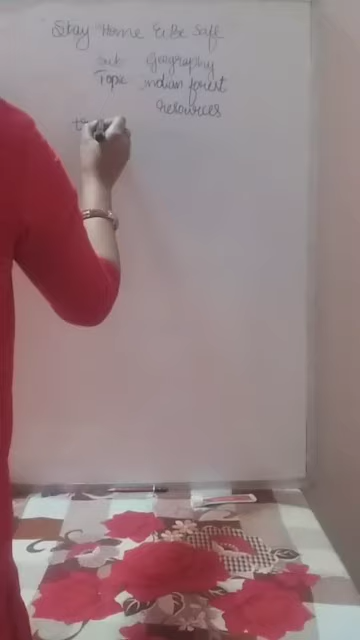 Stay Home & Be Safe
Sub Geography
Topic Indian forest
Resources